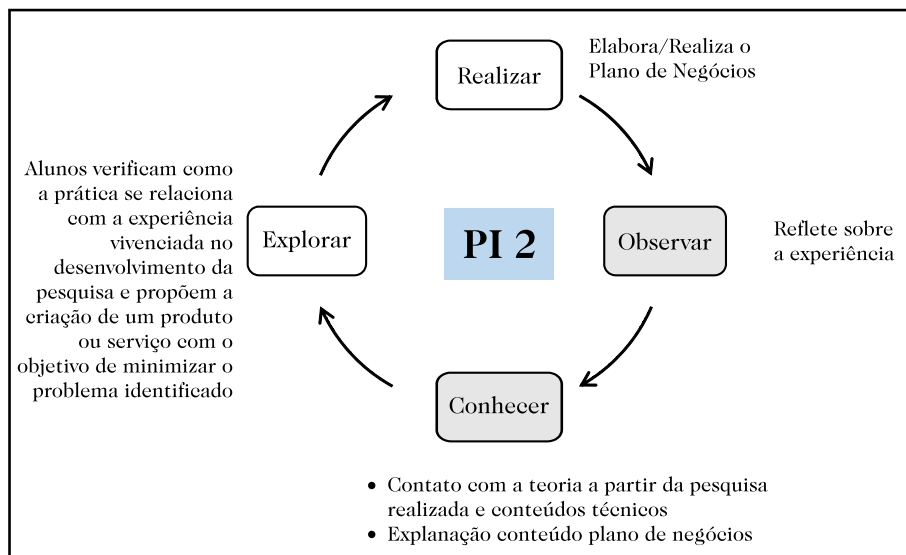 Realizar
Elabora/Realiza o
Plano de Negócios
Alunos verificam como
a prática se relaciona
com a experiência
vivenciada no
desenvolvimento da
pesquisa e propõem a
criação de um produto
ou serviço com o
objetivo de minimizar o
problema identificado
Explorar
PI 2
Observar
Reflete sobre
a experiência
Conhecer
• Contato com a teoria a partir da pesquisa
realizada e conteúdos técnicos
• Explanação conteúdo plano de negócios